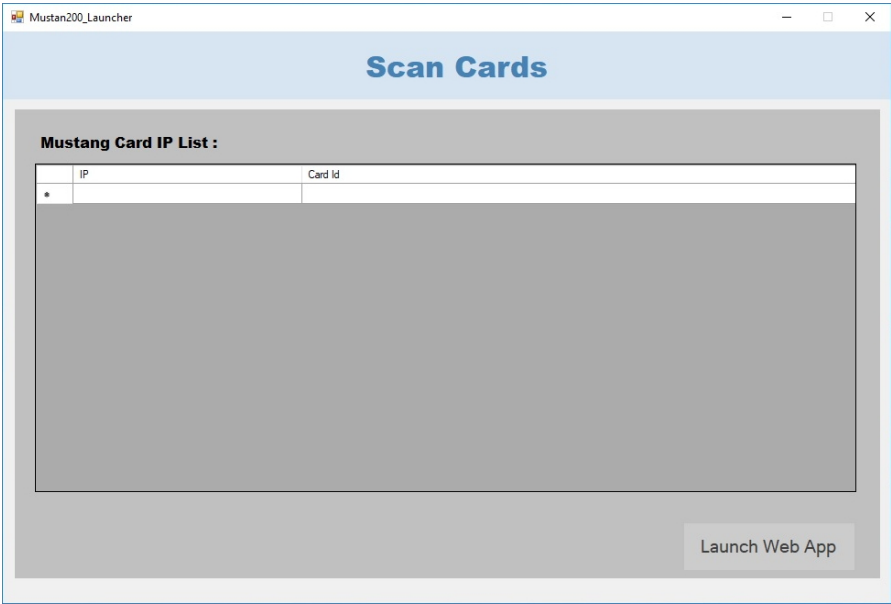 Mustan200_Launcher
Scan Cards
Mustang Card IP List :
IP Card Id
*
Launch Web App